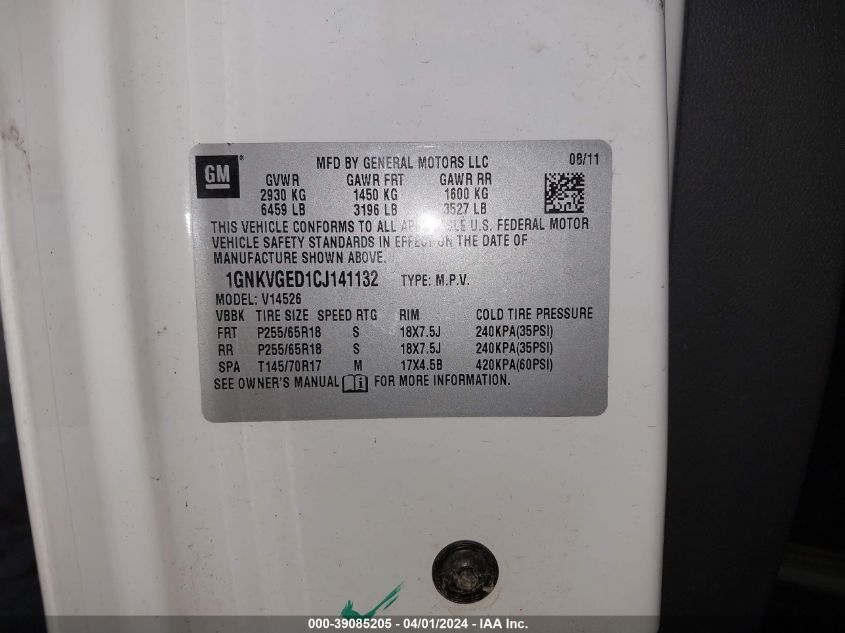 GM ® MFD BY GENERAL MOTORS LLC 08/11
GVWR GAWR FRT GAWR RR
2930 KG 1450 KG 1600 KG
6459 LB 3196 LB 3527 LB
THIS VEHICLE CONFORMS TO ALL U.S. FEDERAL MOTOR
VEHICLE SAFETY STANDARDS IN EFFECT ON THE DATE OF
MANUFACTURE SHOWN ABOVE.
1GNKVGED1CJ141132 TYPE: M.P.V.
MODEL: V14526
VBBK TIRE SIZE SPEED RTG RIM COLD TIRE PRESSURE
FRT P255/65R18 S 18X7.5J 240KPA(35PSI)
RR P255/65R18 S 18X7.5J 240KPA(35PSI)
SPA T145/70R17 M 17X4.5B 420KPA(60PSI)
SEE OWNER'S MANUAL FOR MORE INFORMATION.
000-39085205 - 04/01/2024 - IAA Inc.